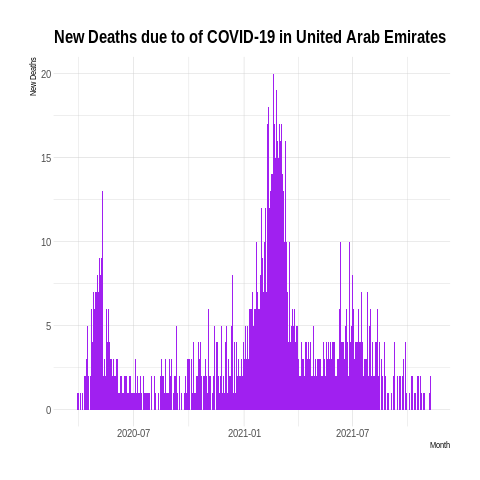 New Deaths due to of COVID-19 in United Arab Emirates
New Deaths
20
15
10
5
0
2020-07
2021-01
2021-07
Month